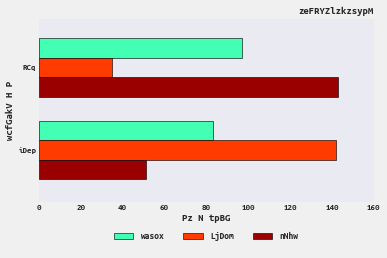 zeFRYZlzkzsypM
RCq
wcfGakV H P
iDep
0 20 40 60 80 100 120 140 160
Pz N tpBG
wasox LjDom nNhw